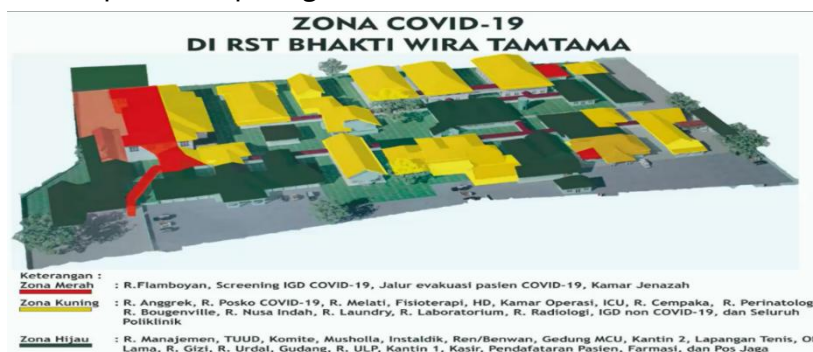 ZONA COVID-19
DI RST BHAKTI WIRA TAMTAMA
Keterangan :
Zona Merah : R.Flamboyan, Screening IGD COVID-19, Jalur evakuasi pasien COVID-19, Kamar Jenazah
Zona Kuning : R. Anggrek, R. Posko COVID-19, R. Melati, Fisioterapi, HD, Kamar Operasi, ICU, R. Cempaka, R. Perinatolog
R. Bougenville, R. Nusa Indah, R. Laundry, R. Laboratorium, R. Radiologi, IGD non COVID-19, dan Seluruh
Poliklinik
Zona Hijau : R. Manajemen, TUUD, Komite, Musholla, Instaldik, Ren/Benwan, Gedung MCU, Kantin 2, Lapangan Tenis,
Lama, R. Gizi, R. Urdal, Gudang, R. ULP, Kantin 1, Kasir, Pendafataran Pasien, Farmasi, dan Pos Jaga